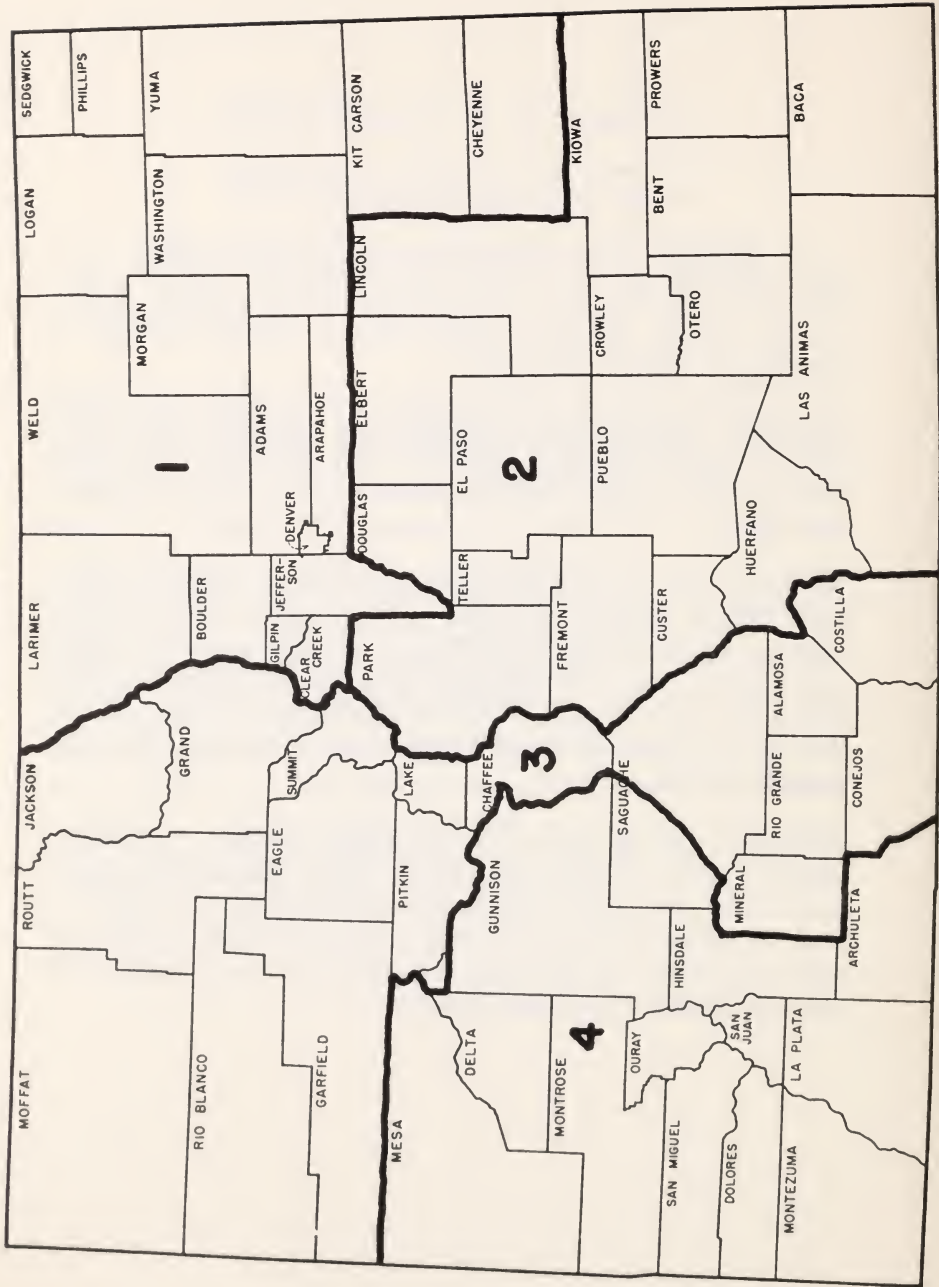 MOFFAT
ROUTT
JACKSON
LARIMER
WELD
LOGAN
SEDGWICK
PHILLIPS
MORGAN
1
RIO BLANCO
GRAND
BOULDER
WASHINGTON
YUMA
GARFIELD
EAGLE
SUMMIT
GILPIN
JEFFER-
SON
CLEAR
CREEK
DENVER
ADAMS
ARAPAHOE
MESA
PITKIN
LAKE
PARK
DOUGLAS
ELBERT
LINCOLN
KIT CARSON
DELTA
GUNNISON
CHAFFEE
TELLER
EL PASO
CHEYENNE
2
3
MONTROSE
4
FREMONT
PUEBLO
CROWLEY
KIOWA
OURAY
SAGUACHE
CUSTER
OTERO
BENT
PROWERS
SAN MIGUEL
HINSDALE
MINERAL
DOLORES
SAN
JUAN
RIO GRANDE
ALAMOSA
HUERFANO
MONTEZUMA
LA PLATA
ARCHULETA
CONEJOS
COSTILLA
LAS ANIMAS
BACA